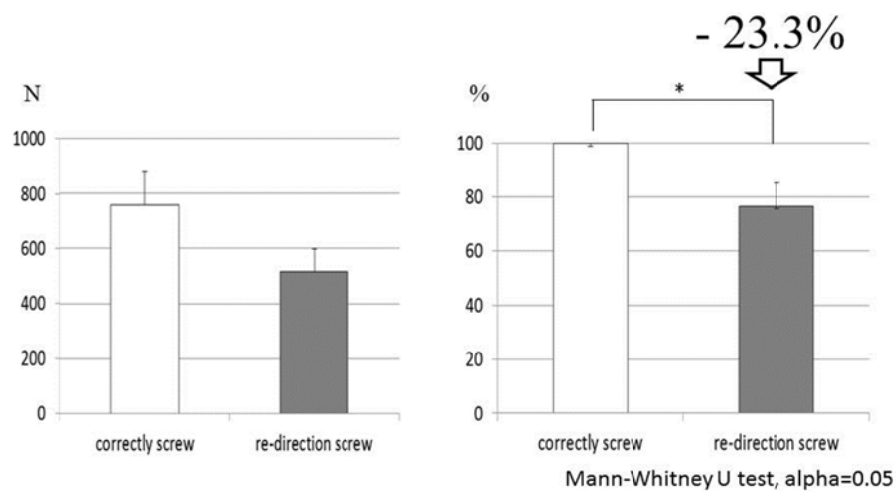 - 23.3%
N
%
*
1000
800
600
400
200
0
correctly screw
re-direction screw
100
80
60
40
20
0
correctly screw
re-direction screw
Mann-Whitney U test, alpha=0.05